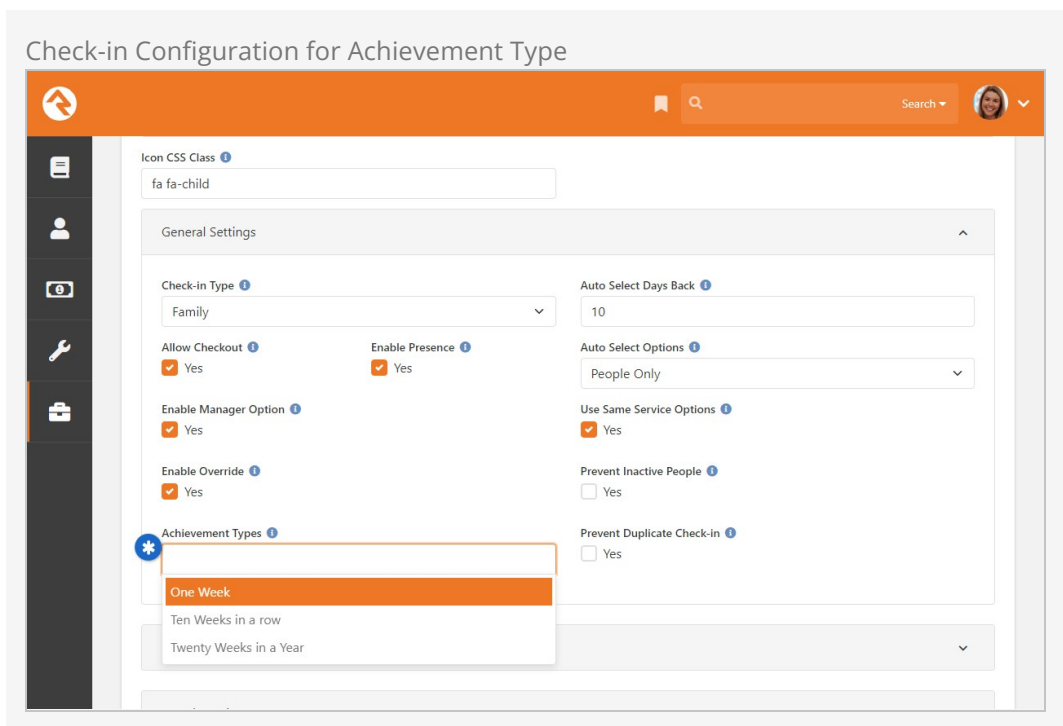 Check-in Configuration for Achievement Type
Search
Icon CSS Class
fa fa-child
General Settings
Check-in Type
Auto Select Days Back
Family
10
Allow Checkout
Enable Presence
Auto Select Options
Yes
Yes
People Only
Enable Manager Option
Use Same Service Options
Yes
Yes
Enable Override
Prevent Inactive People
Yes
Yes
Achievement Types
Prevent Duplicate Check-in
Yes
One Week
Ten Weeks in a row
Twenty Weeks in a Year